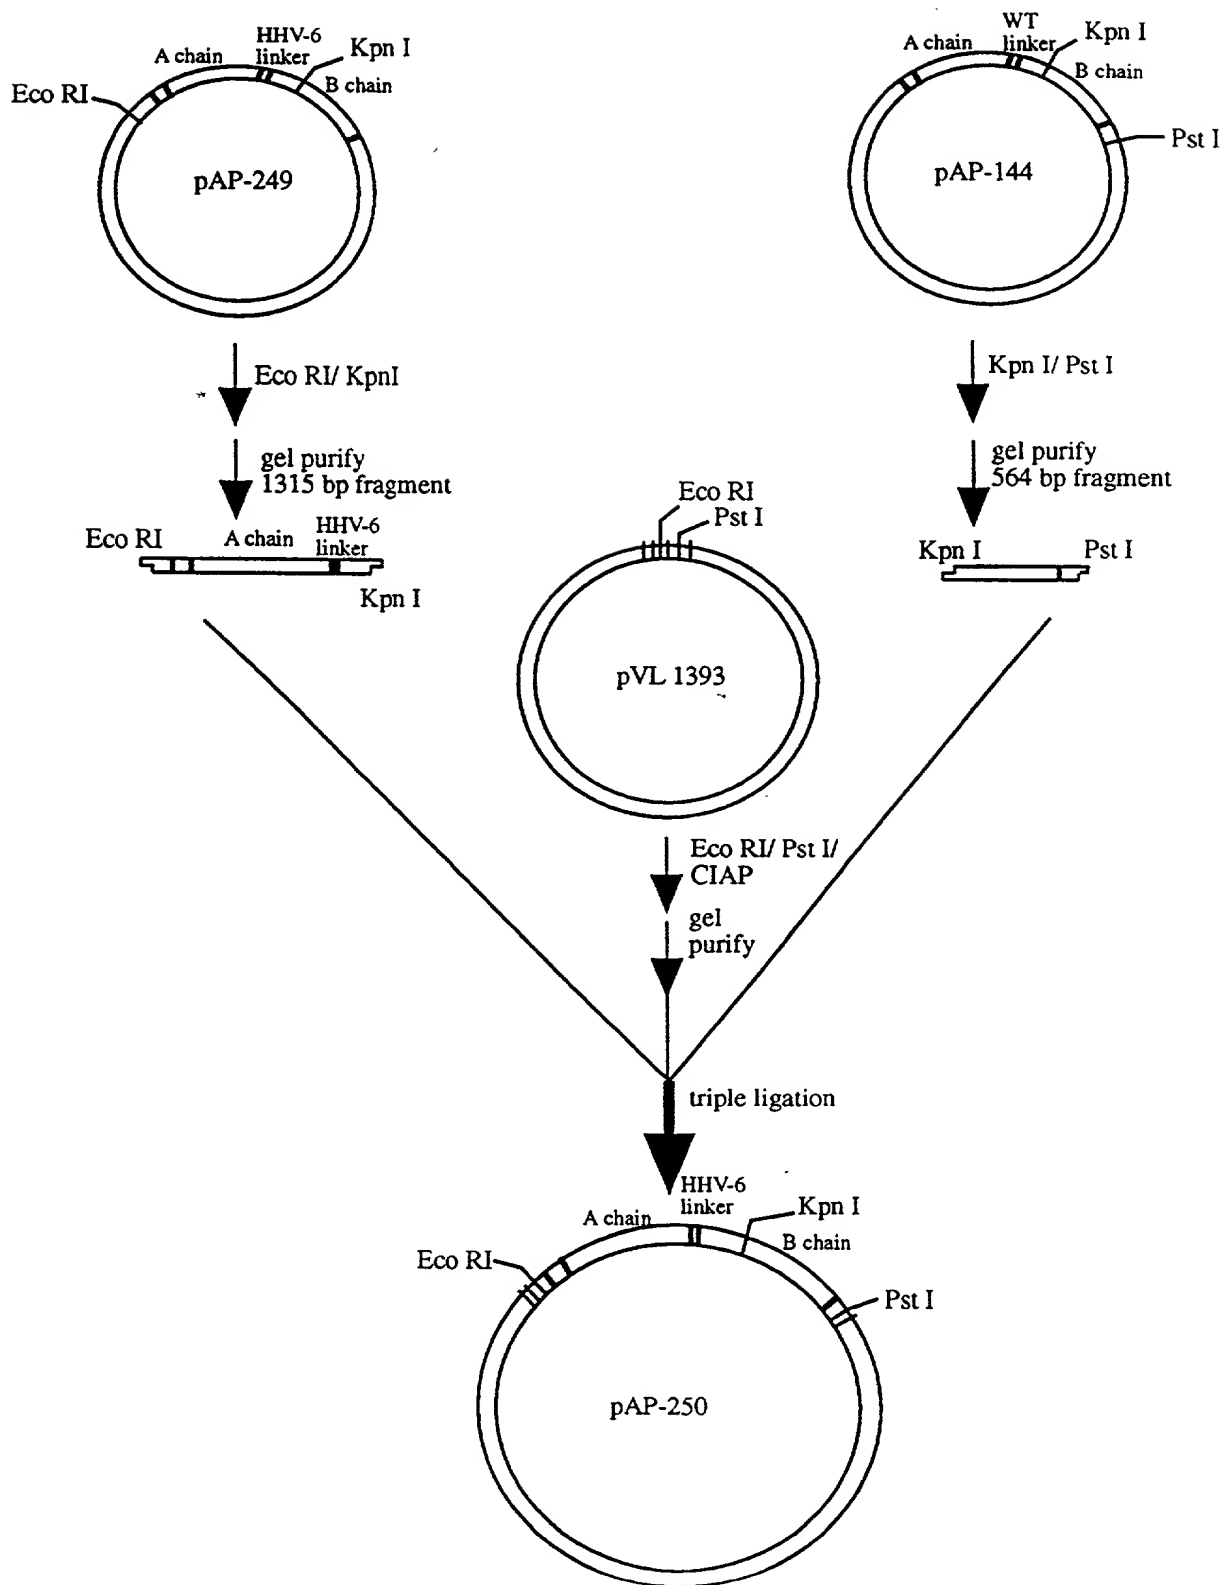 HHV-6
linker
A chain
Kpn I
B chain
Eco RI
pAP-249
WT
linker
A chain
Kpn I
B chain
Pst I
pAP-144
Eco RI/ KpnI
Kpn I/ Pst I
gel purify
1315 bp fragment
gel purify
564 bp fragment
Eco RI
A chain
HHV-6
linker
Kpn I
Eco RI
Pst I
Kpn I
Pst I
pVL 1393
Eco RI/ Pst I/
CIAP
gel
purify
triple ligation
HHV-6
linker
A chain
Kpn I
B chain
Eco RI
Pst I
pAP-250